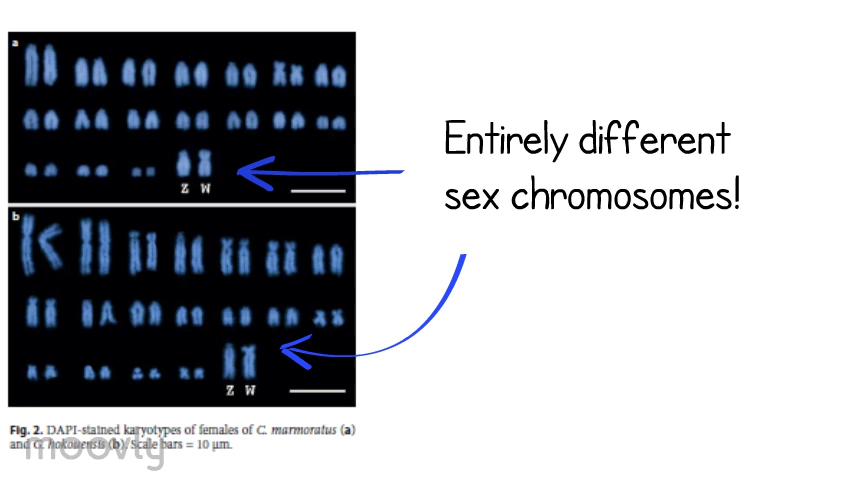 a
Entirely different
sex chromosomes!
Z W
b
Z W
Fig. 2. DAPI-stained karyotypes of females of C. marmoratus (a)
and G. hokouensis (b). Scale bars = 10 μm.
moovly